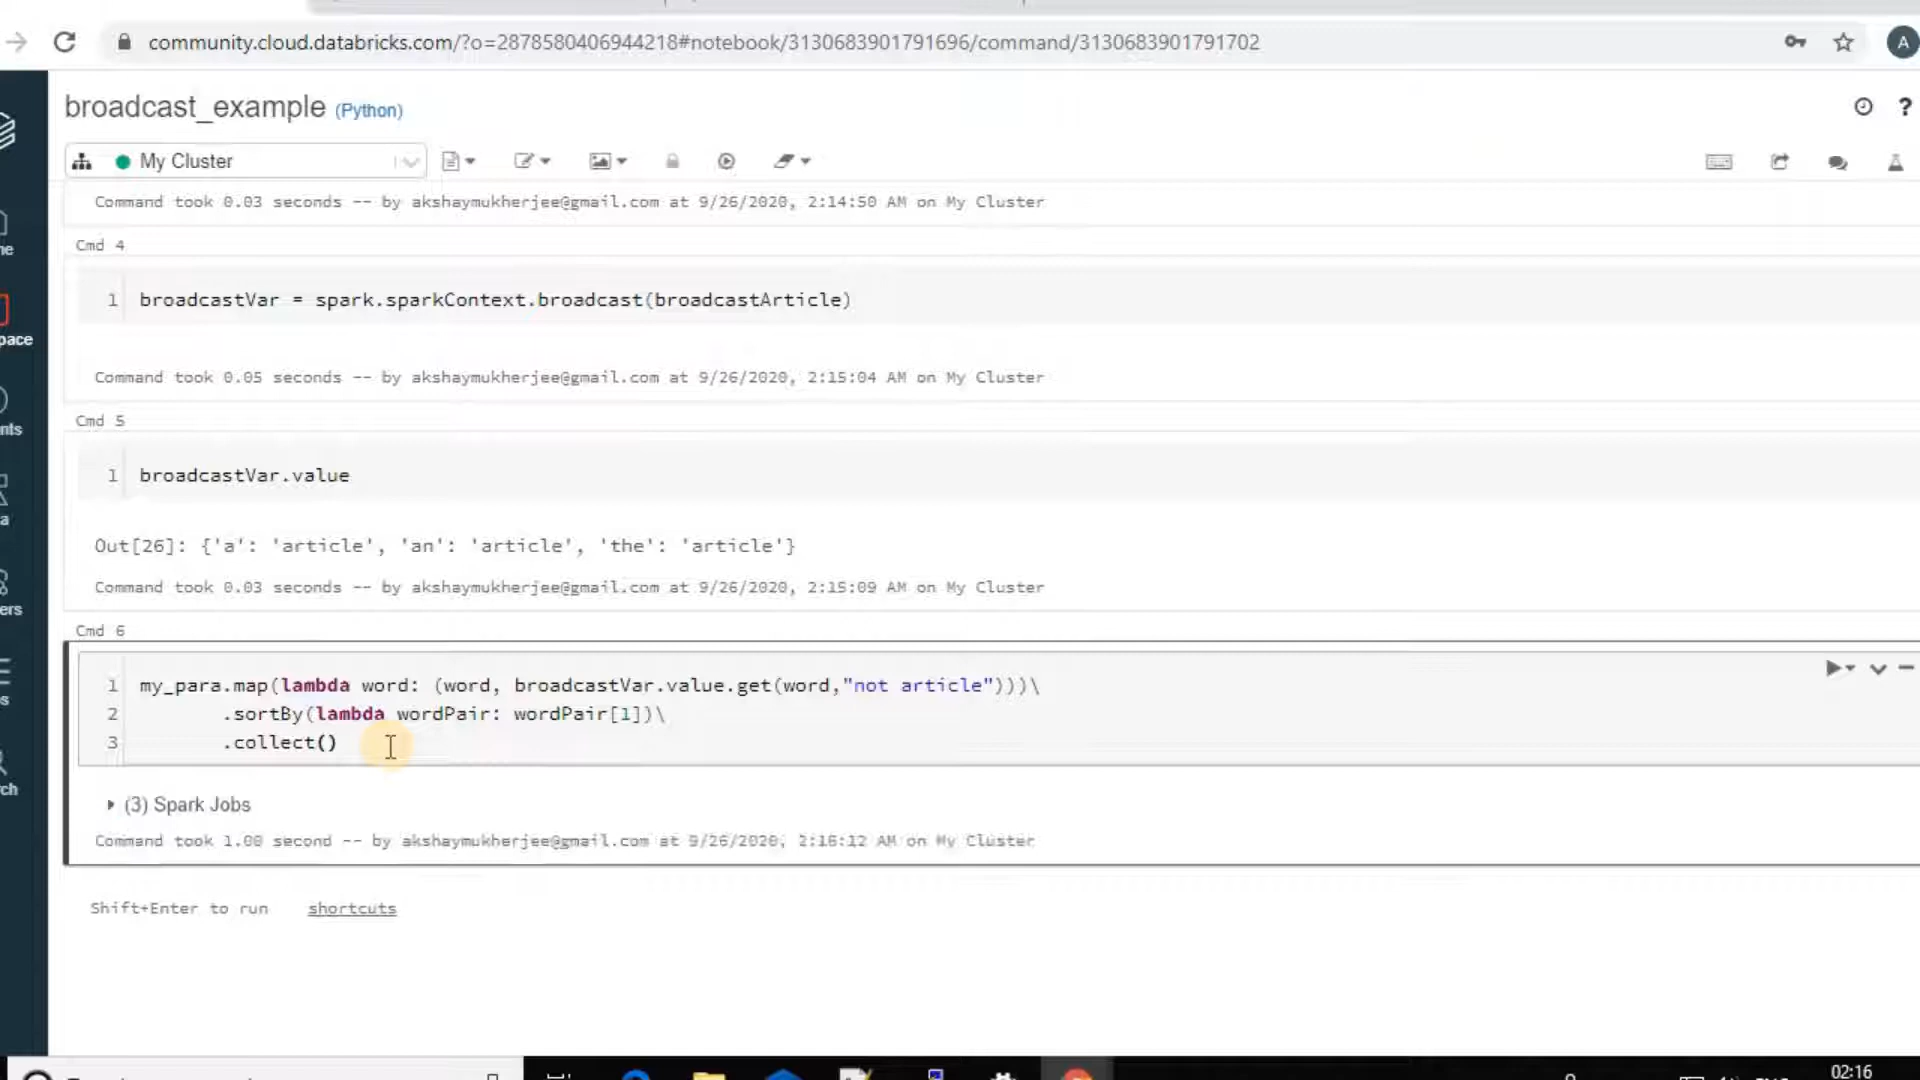 community.cloud.databricks.com/?o=2878580406944218#notebook/3130683901791696/command/3130683901791702
A
broadcast_example (Python)
?
My Cluster
Command took 0.03 seconds -- by akshaymukherjee@gmail.com at 9/26/2020, 2:14:50 AM on My Cluster
Cmd 4
1 broadcastVar = spark.sparkContext.broadcast(broadcastArticle)
Command took 0.05 seconds -- by akshaymukherjee@gmail.com at 9/26/2020, 2:15:04 AM on My Cluster
Cmd 5
1 broadcastVar.value
Out[26]: {'a': 'article', 'an': 'article', 'the': 'article'}
Command took 0.03 seconds -- by akshaymukherjee@gmail.com at 9/26/2020, 2:15:09 AM on My Cluster
Cmd 6
1 my_para.map(lambda word: (word, broadcastVar.value.get(word,"not article")))\
2 .sortBy(lambda wordPair: wordPair[1])\
3 .collect()
(3) Spark Jobs
Command took 1.00 second -- by akshaymukherjee@gmail.com at 9/26/2020, 2:16:12 AM on My Cluster
Shift+Enter to run shortcuts
02:16